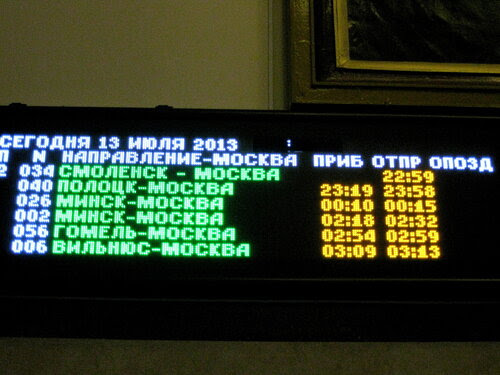 СЕГОДНЯ 13 ИЮЛЯ 2013 :
П N НАПРАВЛЕНИЕ-МОСКВА ПРИБ ОТПР ОПОЗД
2 034 СМОЛЕНСК - МОСКВА 22:59
040 ПОЛОЦК-МОСКВА 23:19 23:58
026 МИНСК-МОСКВА 00:10 00:15
002 МИНСК-МОСКВА 02:18 02:32
056 ГОМЕЛЬ-МОСКВА 02:54 02:59
006 ВИЛЬНЮС-МОСКВА 03:09 03:13